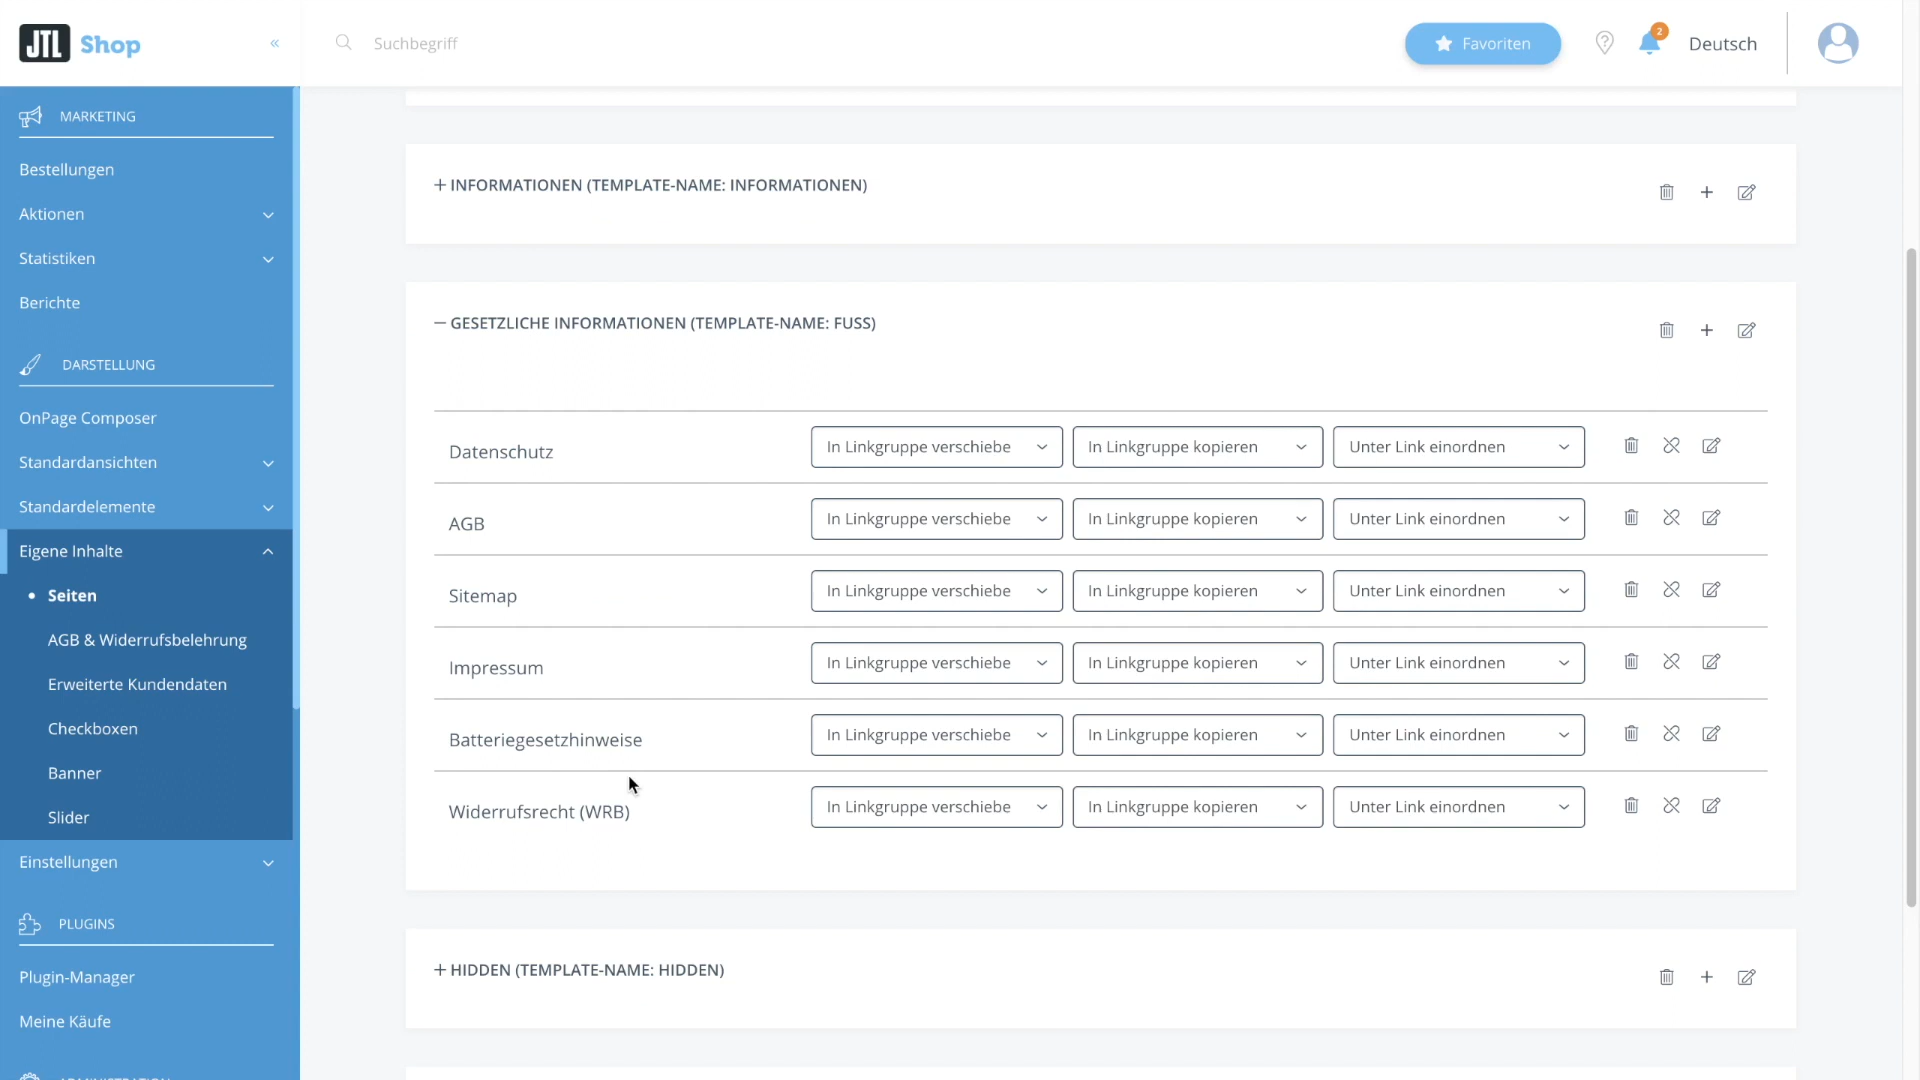 JTL Shop
«
Suchbegriff
Favoriten
2
Deutsch
MARKETING
Bestellungen
Aktionen
Statistiken
Berichte
DARSTELLUNG
OnPage Composer
Standardansichten
Standardelemente
Eigene Inhalte
• Seiten
AGB & Widerrufsbelehrung
Erweiterte Kundendaten
Checkboxen
Banner
Slider
Einstellungen
PLUGINS
Plugin-Manager
Meine Käufe
ADMINISTRATION
+ INFORMATIONEN (TEMPLATE-NAME: INFORMATIONEN)
— GESETZLICHE INFORMATIONEN (TEMPLATE-NAME: FUSS)
Datenschutz In Linkgruppe verschiebe In Linkgruppe kopieren Unter Link einordnen
AGB In Linkgruppe verschiebe In Linkgruppe kopieren Unter Link einordnen
Sitemap In Linkgruppe verschiebe In Linkgruppe kopieren Unter Link einordnen
Impressum In Linkgruppe verschiebe In Linkgruppe kopieren Unter Link einordnen
Batteriegesetzhinweise In Linkgruppe verschiebe In Linkgruppe kopieren Unter Link einordnen
Widerrufsrecht (WRB) In Linkgruppe verschiebe In Linkgruppe kopieren Unter Link einordnen
+ HIDDEN (TEMPLATE-NAME: HIDDEN)